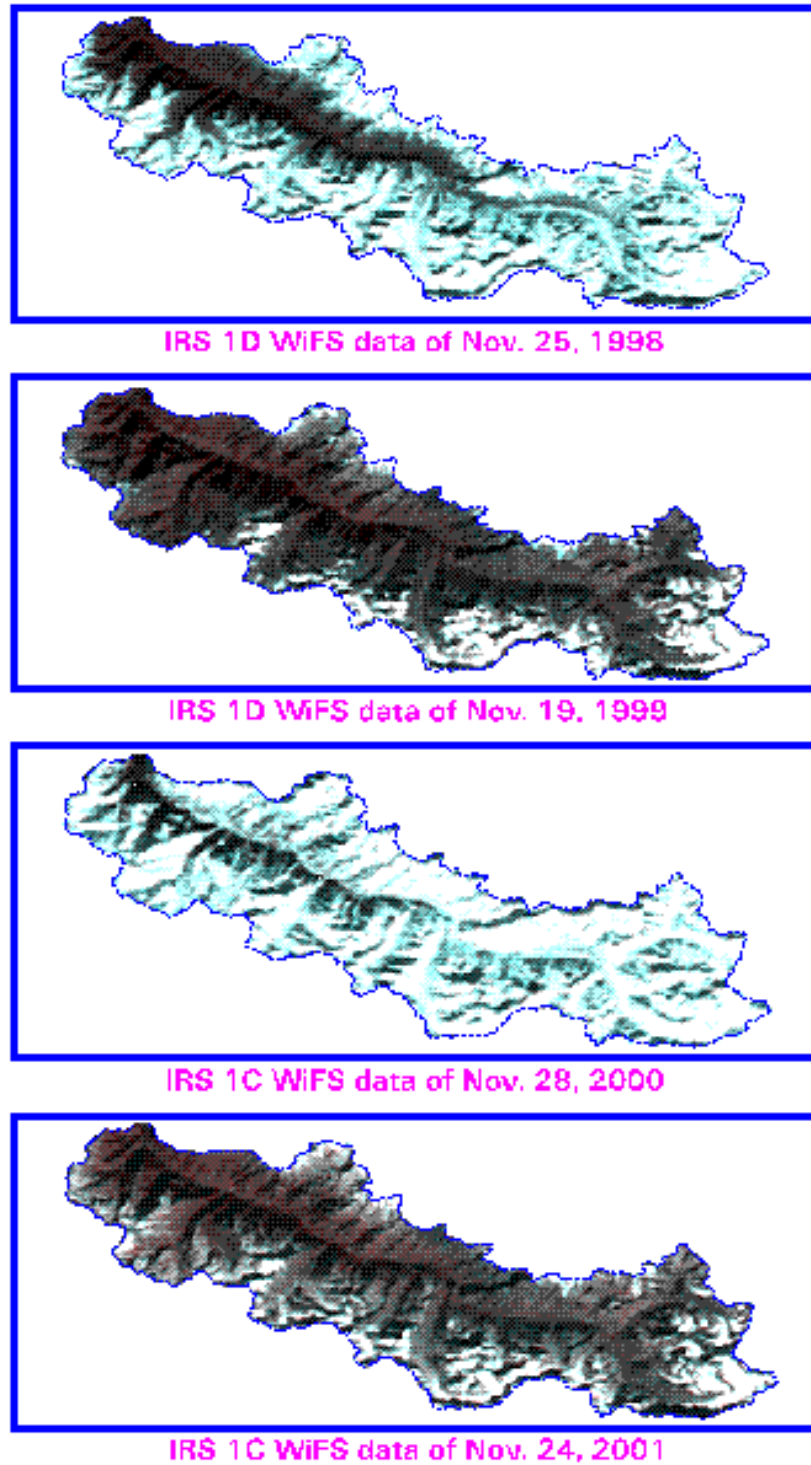 IRS 1D WiFS data of Nov. 25, 1998
IRS 1D WiFS data of Nov. 19, 1999
IRS 1C WiFS data of Nov. 28, 2000
IRS 1C WiFS data of Nov. 24, 2001